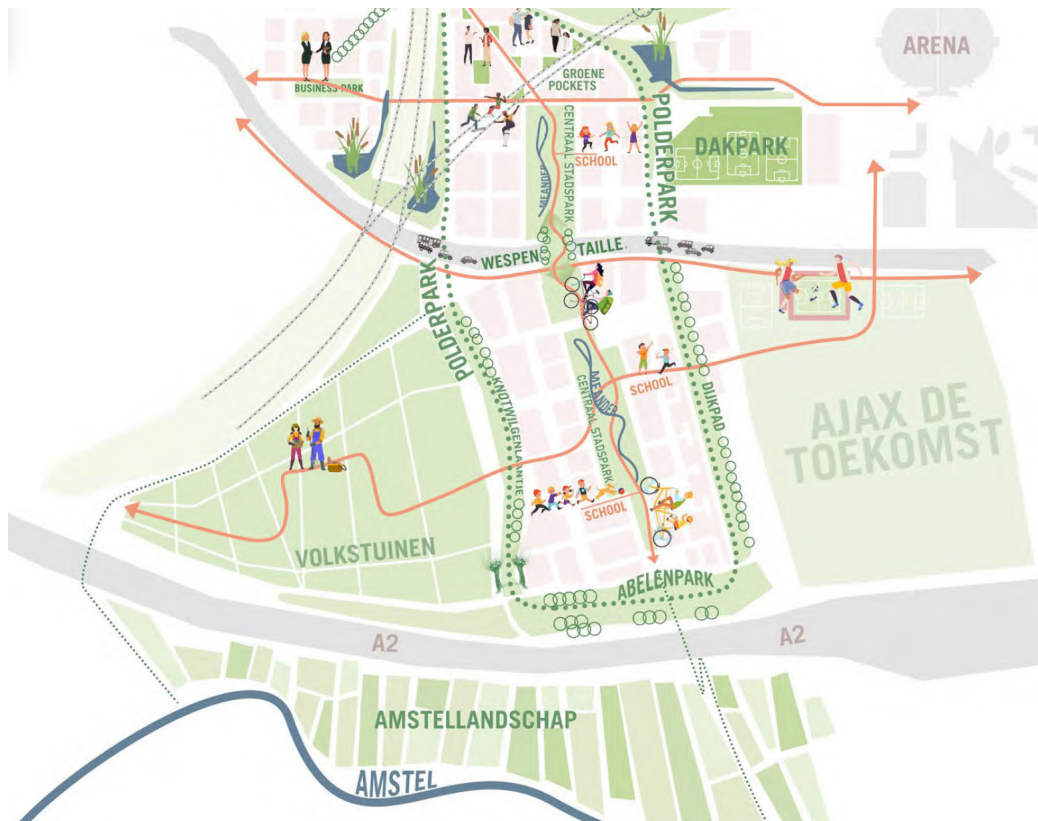 ARENA
BUSINESS PARK
GROENE
POCKETS
POLDERPARK
CENTRAAL STADSPARK
MEANDER
SCHOOL
DAKPARK
WESPEN
TAILLE
POLDERPARK
KNOTWILGENLAANTJE
MEANDER
CENTRAAL STADSPARK
SCHOOL
DIJKPAD
AJAX DE
TOEKOMST
SCHOOL
VOLKSTUINEN
ABELENPARK
A2
A2
AMSTELLANDSCHAP
AMSTEL